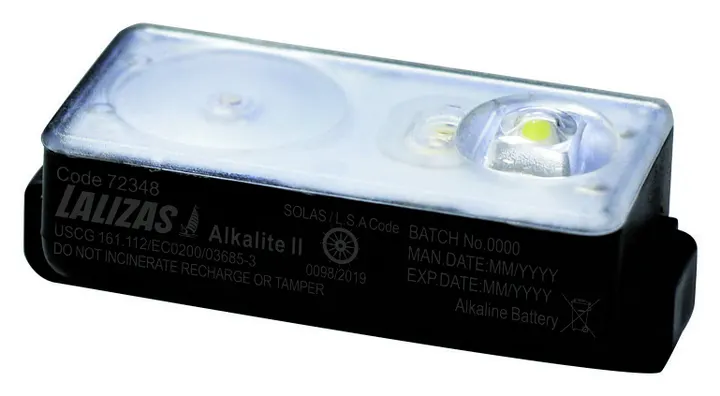 Code 72348
LALIZAS
Alkalite II
USCG 161.112/EC0200/03685-3
DO NOT INCINERATE RECHARGE OR TAMPER
SOLAS / L.S.A Code
0098/2019
BATCH No.0000
MAN.DATE:MM/YYYY
EXP.DATE:MM/YYYY
Alkaline Battery